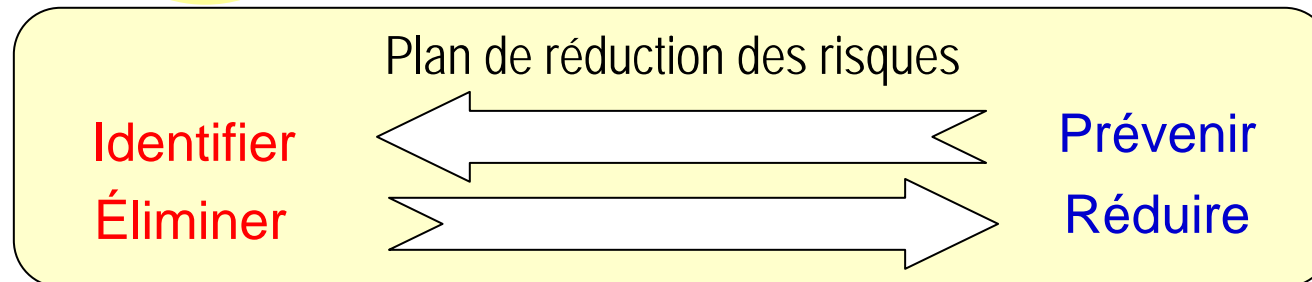 Plan de réduction des risques
Identifier
Prévenir
Éliminer
Réduire